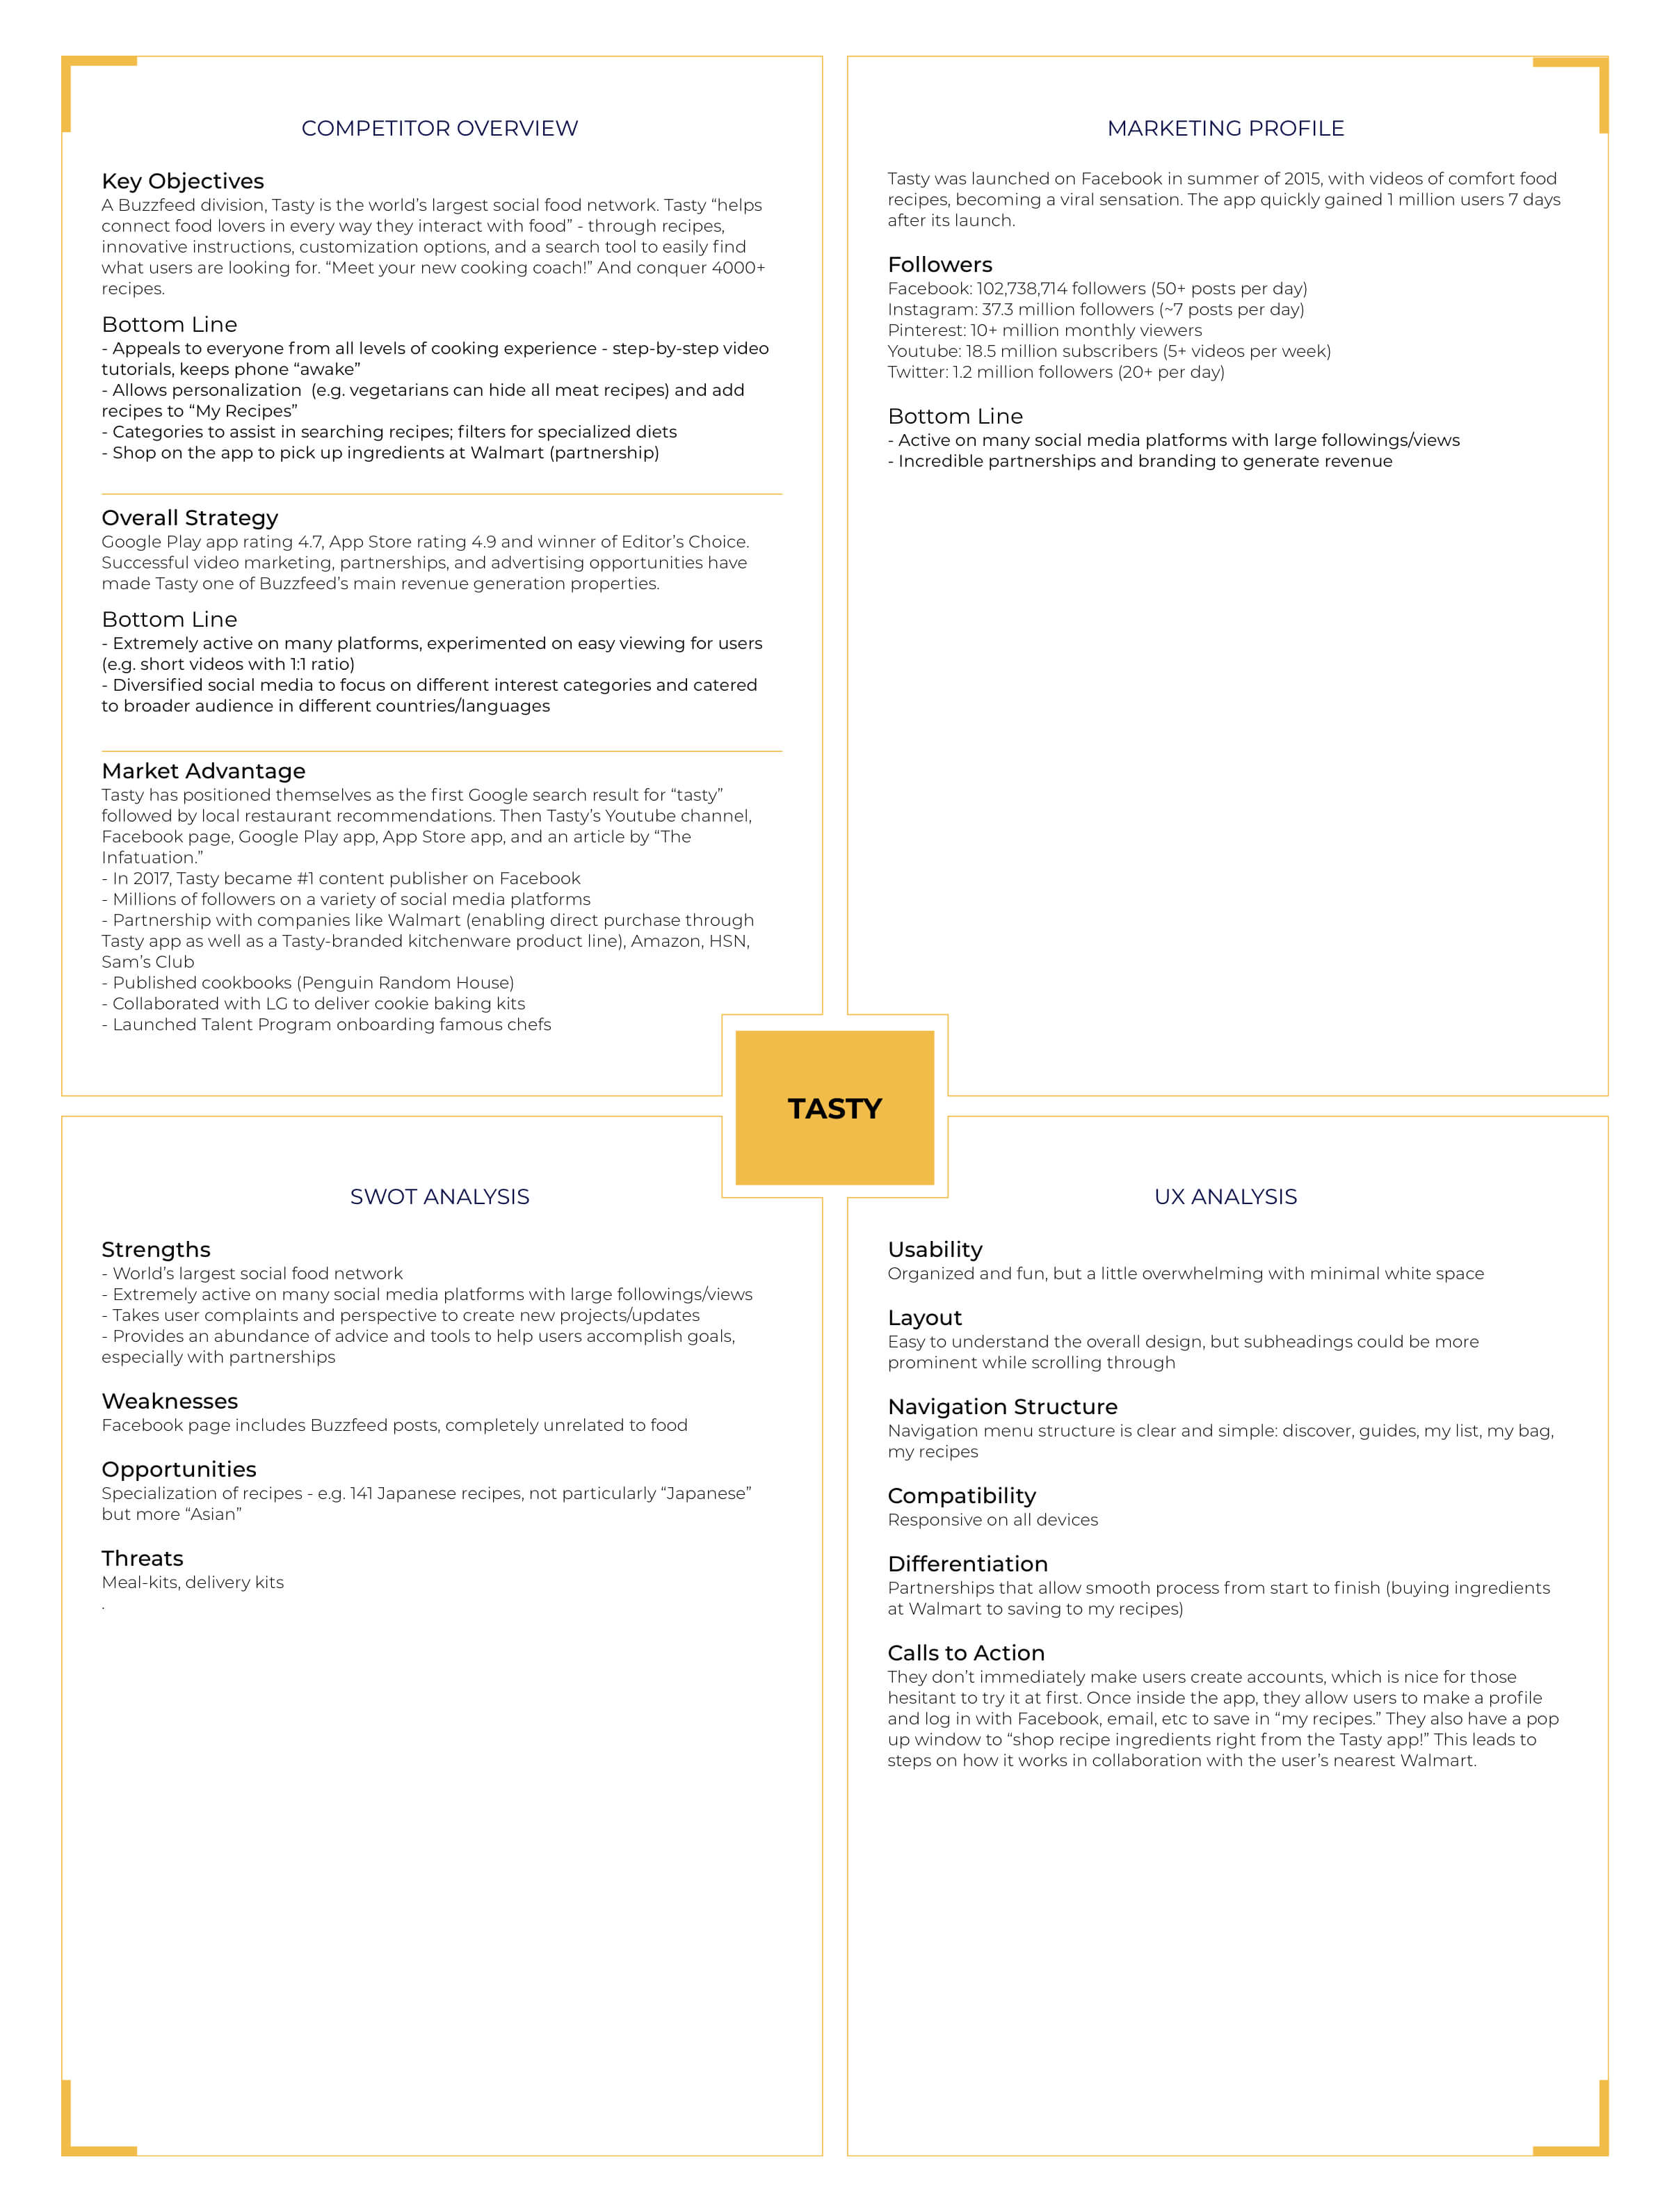 COMPETITOR OVERVIEW
Key Objectives
A Buzzfeed division, Tasty is the world’s largest social food network. Tasty “helps
connect food lovers in every way they interact with food” - through recipes,
innovative instructions, customization options, and a search tool to easily find
what users are looking for. “Meet your new cooking coach!” And conquer 4000+
recipes.
Bottom Line
- Appeals to everyone from all levels of cooking experience - step-by-step video
tutorials, keeps phone “awake”
- Allows personalization  (e.g. vegetarians can hide all meat recipes) and add
recipes to “My Recipes”
- Categories to assist in searching recipes; filters for specialized diets
- Shop on the app to pick up ingredients at Walmart (partnership)
Overall Strategy
Google Play app rating 4.7, App Store rating 4.9 and winner of Editor’s Choice.
Successful video marketing, partnerships, and advertising opportunities have
made Tasty one of Buzzfeed’s main revenue generation properties.
Bottom Line
- Extremely active on many platforms, experimented on easy viewing for users
(e.g. short videos with 1:1 ratio)
- Diversified social media to focus on different interest categories and catered
to broader audience in different countries/languages
Market Advantage
Tasty has positioned themselves as the first Google search result for “tasty”
followed by local restaurant recommendations. Then Tasty’s Youtube channel,
Facebook page, Google Play app, App Store app, and an article by “The
Infatuation.”
- In 2017, Tasty became #1 content publisher on Facebook
- Millions of followers on a variety of social media platforms
- Partnership with companies like Walmart (enabling direct purchase through
Tasty app as well as a Tasty-branded kitchenware product line), Amazon, HSN,
Sam’s Club
- Published cookbooks (Penguin Random House)
- Collaborated with LG to deliver cookie baking kits
- Launched Talent Program onboarding famous chefs
MARKETING PROFILE
Tasty was launched on Facebook in summer of 2015, with videos of comfort food
recipes, becoming a viral sensation. The app quickly gained 1 million users 7 days
after its launch.
Followers
Facebook: 102,738,714 followers (50+ posts per day)
Instagram: 37.3 million followers (~7 posts per day)
Pinterest: 10+ million monthly viewers
Youtube: 18.5 million subscribers (5+ videos per week)
Twitter: 1.2 million followers (20+ per day)
Bottom Line
- Active on many social media platforms with large followings/views
- Incredible partnerships and branding to generate revenue
TASTY
SWOT ANALYSIS
Strengths
- World’s largest social food network
- Extremely active on many social media platforms with large followings/views
- Takes user complaints and perspective to create new projects/updates
- Provides an abundance of advice and tools to help users accomplish goals,
especially with partnerships
Weaknesses
Facebook page includes Buzzfeed posts, completely unrelated to food
Opportunities
Specialization of recipes - e.g. 141 Japanese recipes, not particularly “Japanese”
but more “Asian”
Threats
Meal-kits, delivery kits
.
UX ANALYSIS
Usability
Organized and fun, but a little overwhelming with minimal white space
Layout
Easy to understand the overall design, but subheadings could be more
prominent while scrolling through
Navigation Structure
Navigation menu structure is clear and simple: discover, guides, my list, my bag,
my recipes
Compatibility
Responsive on all devices
Differentiation
Partnerships that allow smooth process from start to finish (buying ingredients
at Walmart to saving to my recipes)
Calls to Action
They don’t immediately make users create accounts, which is nice for those
hesitant to try it at first. Once inside the app, they allow users to make a profile
and log in with Facebook, email, etc to save in “my recipes.” They also have a pop
up window to “shop recipe ingredients right from the Tasty app!” This leads to
steps on how it works in collaboration with the user’s nearest Walmart.